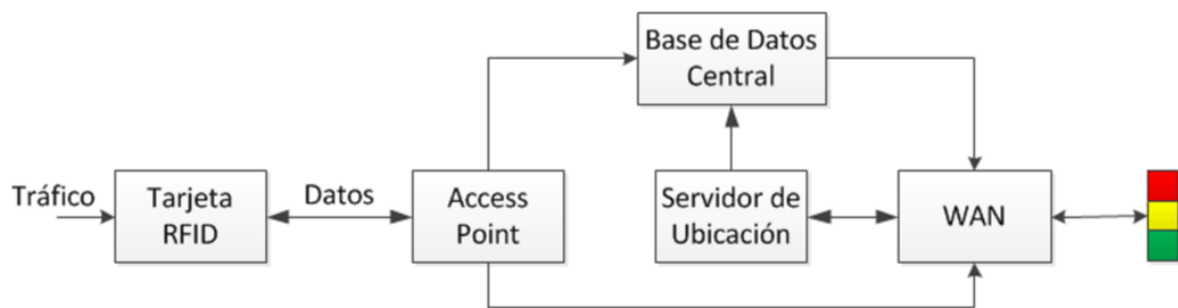 Base de Datos
Central
Tráfico
Tarjeta
RFID
Datos
Access
Point
Servidor de
Ubicación
WAN